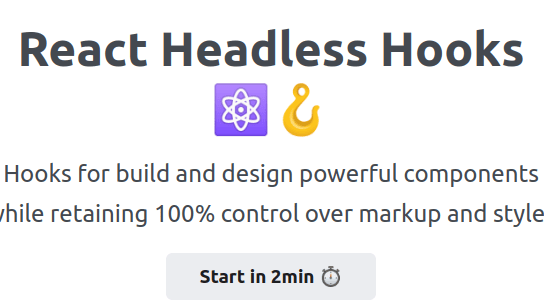 React Headless Hooks
⚛️🪝
Hooks for build and design powerful components
while retaining 100% control over markup and style
Start in 2min ⏱️